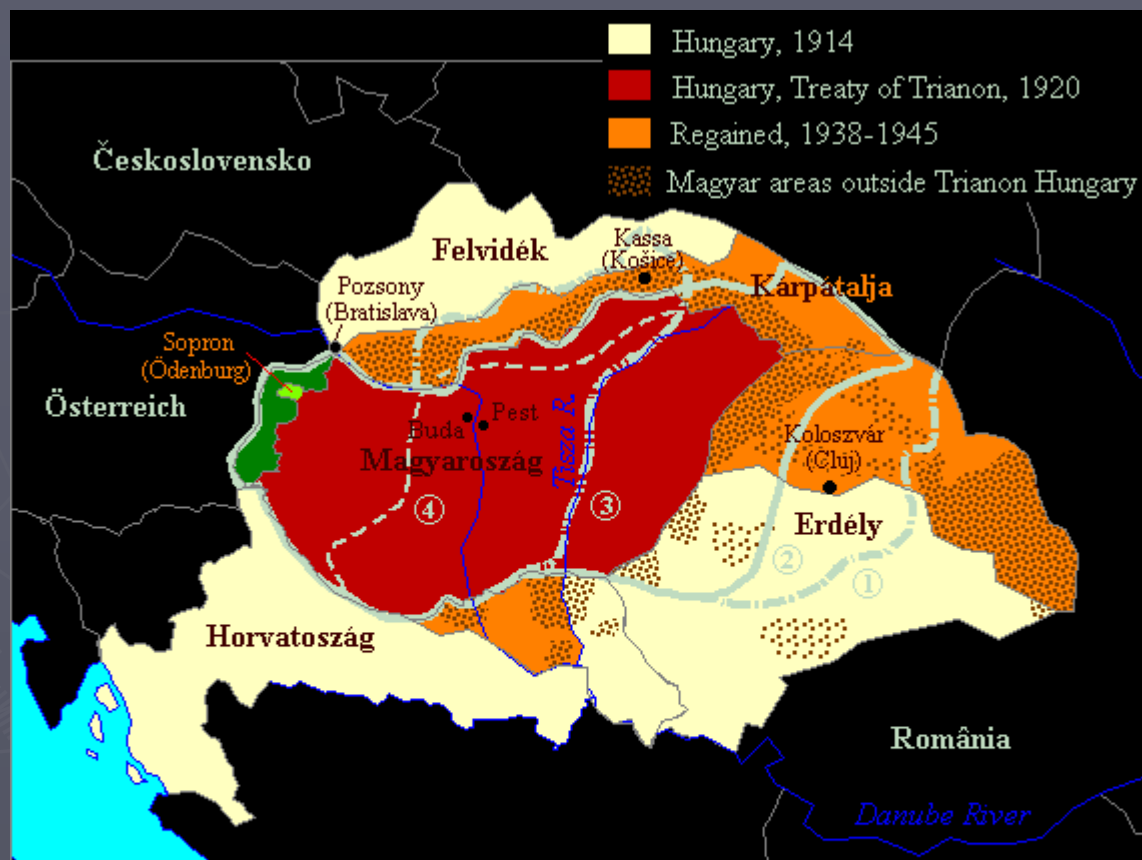 Hungary, 1914
Hungary, Treaty of Trianon, 1920
Regained, 1938-1945
Magyar areas outside Trianon Hungary
Československo
Felvidék
Kassa
(Košice)
Kárpátalja
Pozsony
(Bratislava)
Sopron
(Ödenburg)
Österreich
Buda
Pest
Magyaroszág
Tisza R.
Koloszvár
(Čluj)
Erdély
4
3
2
1
Horvatoszág
România
Danube River